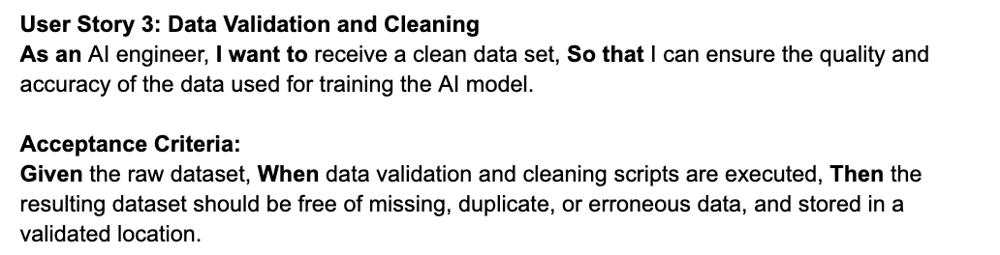 User Story 3: Data Validation and Cleaning
As an AI engineer, I want to receive a clean data set, So that I can ensure the quality and
accuracy of the data used for training the AI model.
Acceptance Criteria:
Given the raw dataset, When data validation and cleaning scripts are executed, Then the
resulting dataset should be free of missing, duplicate, or erroneous data, and stored in a
validated location.